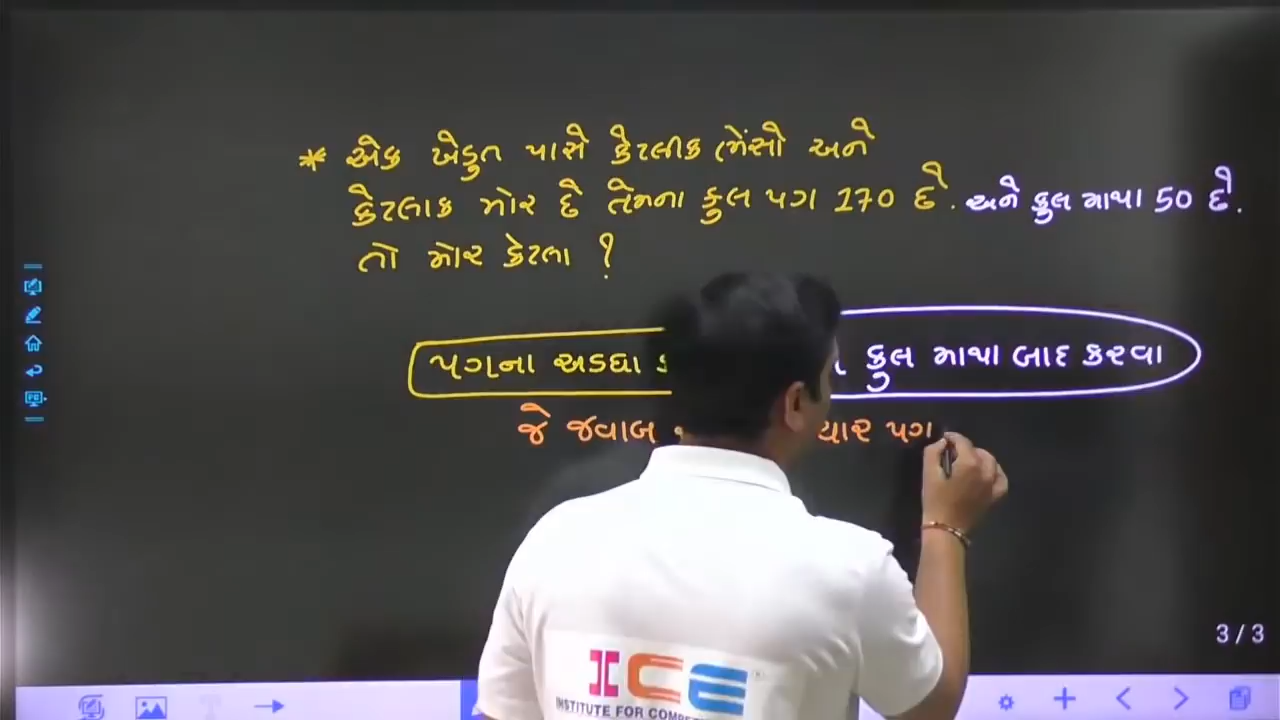 * એક ખેડુત પાસે કેટલીક ભેંસો અને
કેટલાક મોર છે તેમના કુલ પગ 170 છે. અને કુલ માથા 50 છે.
તો મોર કેટલા ?
પગના અડધા કુલ માથા બાદ કરવા
જે જવાબ પગ
3/3
ICE
INSTITUTE FOR